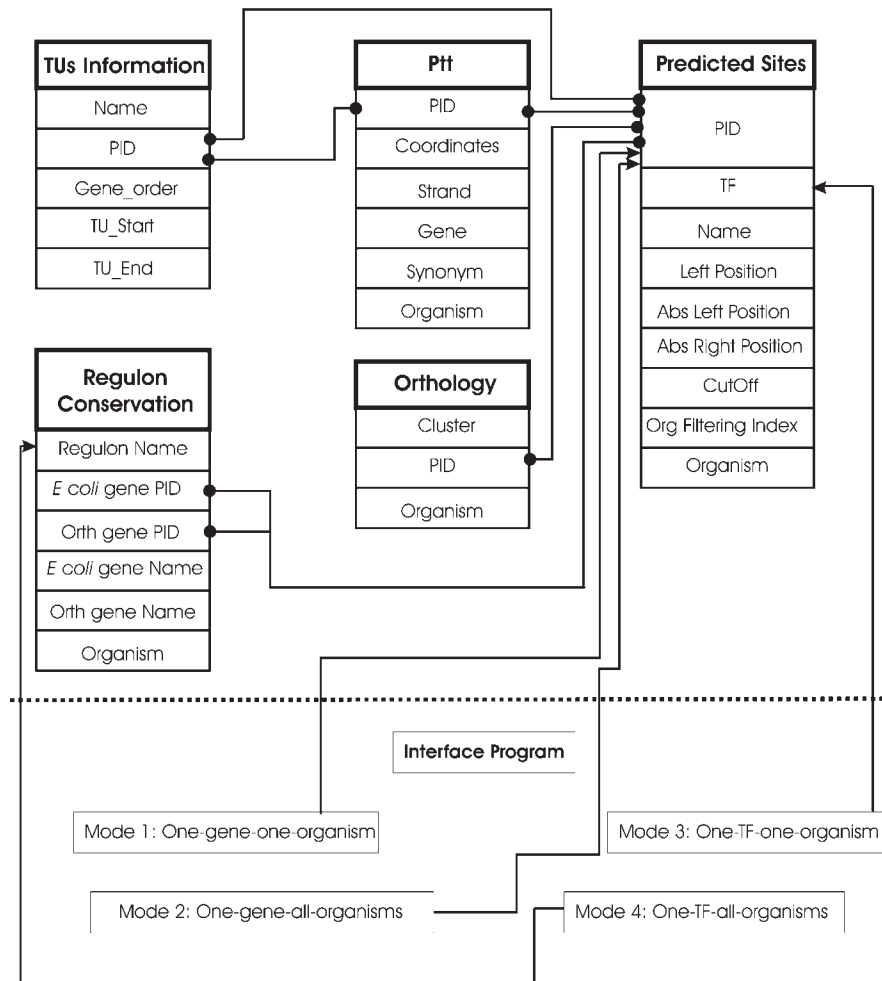 TUs Information
Name
PID
Gene_order
TU_Start
TU_End
Ptt
PID
Coordinates
Strand
Gene
Synonym
Organism
Predicted Sites
PID
TF
Name
Left Position
Abs Left Position
Abs Right Position
CutOff
Org Filtering Index
Organism
Regulon
Conservation
Regulon Name
E coli gene PID
Orth gene PID
E coli gene Name
Orth gene Name
Organism
Orthology
Cluster
PID
Organism
Interface Program
Mode 1: One-gene-one-organism
Mode 3: One-TF-one-organism
Mode 2: One-gene-all-organisms
Mode 4: One-TF-all-organisms